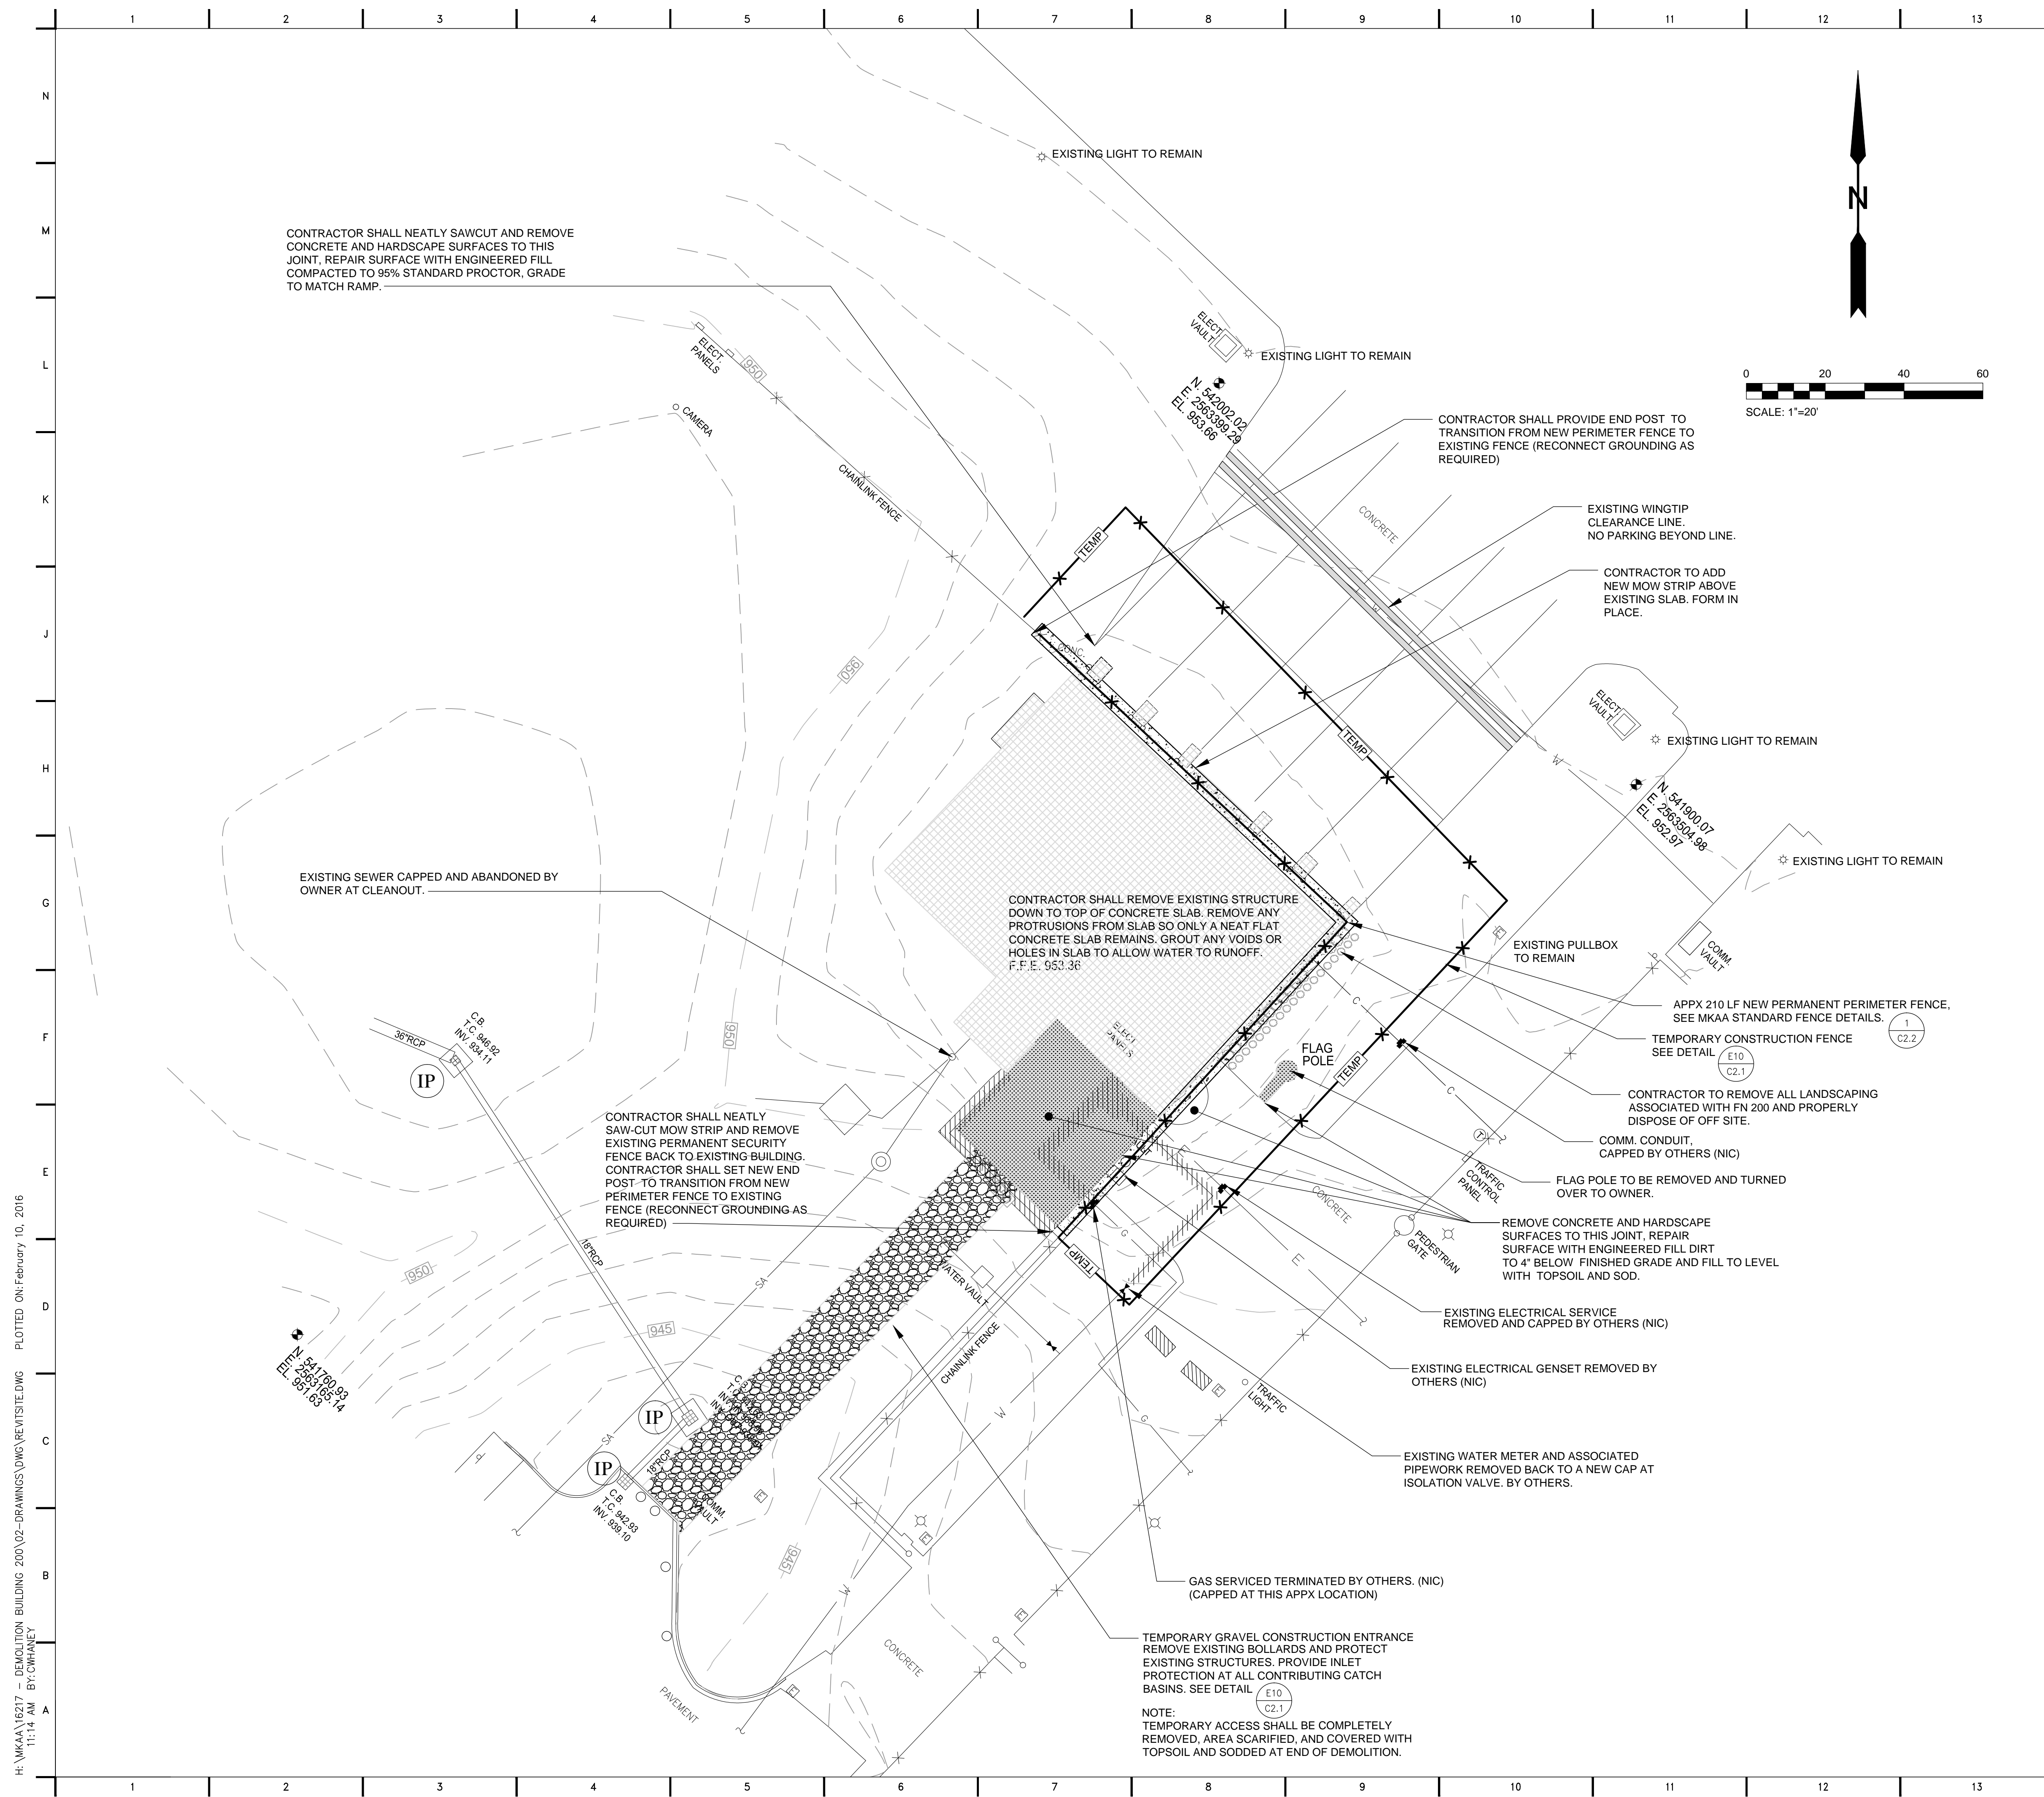 1 2 3 4 5 6 7 8 9 10 11 12 13
N
M
L
K
J
H
G
F
E
D
C
B
A
N
0 20 40 60
SCALE: 1"=20'
EXISTING LIGHT TO REMAIN
CONTRACTOR SHALL NEATLY SAWCUT AND REMOVE
CONCRETE AND HARDSCAPE SURFACES TO THIS
JOINT, REPAIR SURFACE WITH ENGINEERED FILL
COMPACTED TO 95% STANDARD PROCTOR, GRADE
TO MATCH RAMP.
ELECT.
PANELS
950
CAMERA
CHAINLINK FENCE
ELECT.
VAULT
EXISTING LIGHT TO REMAIN
N. 542002.02
E. 2563399.29
EL. 953.66
CONTRACTOR SHALL PROVIDE END POST TO
TRANSITION FROM NEW PERIMETER FENCE TO
EXISTING FENCE (RECONNECT GROUNDING AS
REQUIRED)
EXISTING WINGTIP
CLEARANCE LINE.
NO PARKING BEYOND LINE.
CONCRETE
TEMP
CONTRACTOR TO ADD
NEW MOW STRIP ABOVE
EXISTING SLAB. FORM IN
PLACE.
W
CONC.
950
TEMP
ELECT.
VAULT
EXISTING LIGHT TO REMAIN
W
N. 541900.07
E. 2563504.98
EL. 952.97
EXISTING LIGHT TO REMAIN
EXISTING SEWER CAPPED AND ABANDONED BY
OWNER AT CLEANOUT.
CONTRACTOR SHALL REMOVE EXISTING STRUCTURE
DOWN TO TOP OF CONCRETE SLAB. REMOVE ANY
PROTRUSIONS FROM SLAB SO ONLY A NEAT FLAT
CONCRETE SLAB REMAINS. GROUT ANY VOIDS OR
HOLES IN SLAB TO ALLOW WATER TO RUNOFF.
F.F.E. 953.36
E
EXISTING PULLBOX
TO REMAIN
P
COMM.
VAULT
C
APPX 210 LF NEW PERMANENT PERIMETER FENCE,
SEE MKAA STANDARD FENCE DETAILS.
1
C2.2
TEMPORARY CONSTRUCTION FENCE
SEE DETAIL
E10
C2.1
950
ELECT
PANELS
FLAG
POLE
TEMP
C
36"RCP
C.B.
T.C. 946.92
INV. 934.11
IP
CONTRACTOR TO REMOVE ALL LANDSCAPING
ASSOCIATED WITH FN 200 AND PROPERLY
DISPOSE OF OFF SITE.
COMM. CONDUIT,
CAPPED BY OTHERS (NIC)
T
TRAFFIC
CONTROL
PANEL
FLAG POLE TO BE REMOVED AND TURNED
OVER TO OWNER.
CONTRACTOR SHALL NEATLY
SAW-CUT MOW STRIP AND REMOVE
EXISTING PERMANENT SECURITY
FENCE BACK TO EXISTING BUILDING.
CONTRACTOR SHALL SET NEW END
POST TO TRANSITION FROM NEW
PERIMETER FENCE TO EXISTING
FENCE (RECONNECT GROUNDING AS
REQUIRED)
CONCRETE
REMOVE CONCRETE AND HARDSCAPE
SURFACES TO THIS JOINT, REPAIR
SURFACE WITH ENGINEERED FILL DIRT
TO 4" BELOW FINISHED GRADE AND FILL TO LEVEL
WITH TOPSOIL AND SOD.
PEDESTRIAN
GATE
G
E
TEMP
WATER VAULT
18"RCP
SA
950
945
EXISTING ELECTRICAL SERVICE
REMOVED AND CAPPED BY OTHERS (NIC)
EXISTING ELECTRICAL GENSET REMOVED BY
OTHERS (NIC)
N. 541760.93
E. 2563165.14
EL. 951.63
CHAINLINK FENCE
E
TRAFFIC
LIGHT
W
G
IP
SA
18"RCP
IP
P
C.B.
T.C. 942.93
INV. 939.10
COMM.
VAULT
E
EXISTING WATER METER AND ASSOCIATED
PIPEWORK REMOVED BACK TO A NEW CAP AT
ISOLATION VALVE. BY OTHERS.
E
945
W
GAS SERVICED TERMINATED BY OTHERS. (NIC)
(CAPPED AT THIS APPX LOCATION)
E
CONCRETE
PAVEMENT
E
TEMPORARY GRAVEL CONSTRUCTION ENTRANCE
REMOVE EXISTING BOLLARDS AND PROTECT
EXISTING STRUCTURES. PROVIDE INLET
PROTECTION AT ALL CONTRIBUTING CATCH
BASINS. SEE DETAIL
E10
C2.1
NOTE:
TEMPORARY ACCESS SHALL BE COMPLETELY
REMOVED, AREA SCARIFIED, AND COVERED WITH
TOPSOIL AND SODDED AT END OF DEMOLITION.
H:\MKAA\16217 - DEMOLITION BUILDING 200\02-DRAWINGS\DWG\REVITSITE.DWG PLOTTED ON: February 10, 2016
11:14 AM BY: CWHANEY
1 2 3 4 5 6 7 8 9 10 11 12 13